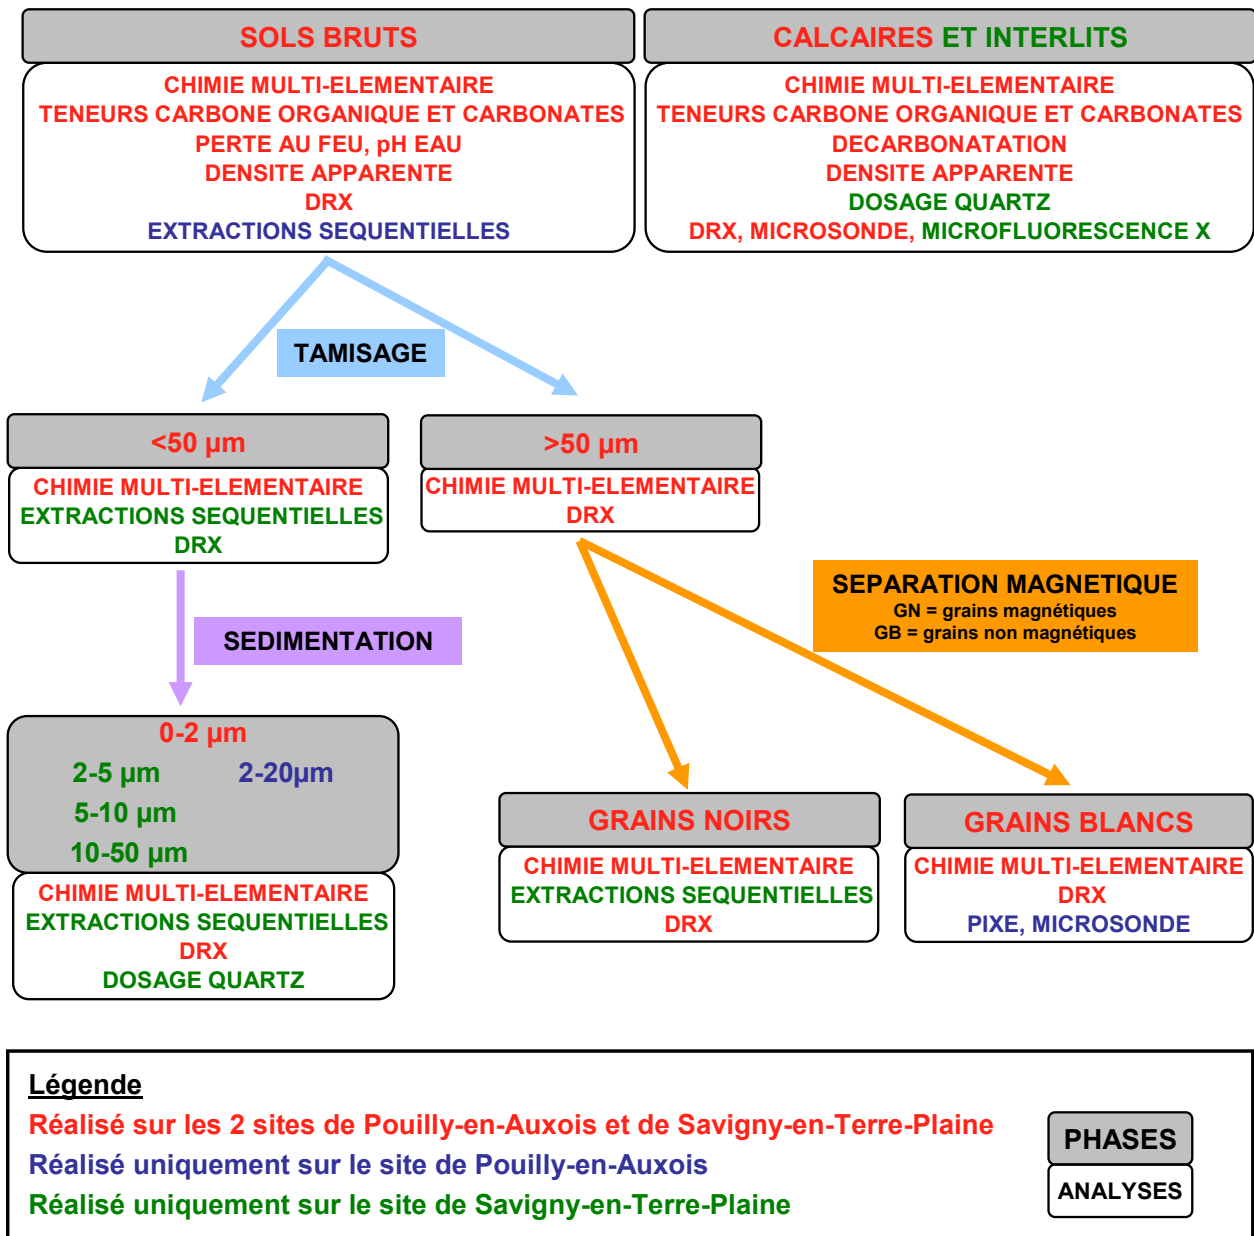 SOLS BRUTS
CHIMIE MULTI-ELEMENTAIRE
TENEURS CARBONE ORGANIQUE ET CARBONATES
PERTE AU FEU, pH EAU
DENSITE APPARENTE
DRX
EXTRACTIONS SEQUENTIELLES
CALCAIRES ET INTERLITS
CHIMIE MULTI-ELEMENTAIRE
TENEURS CARBONE ORGANIQUE ET CARBONATES
DECARBONATATION
DENSITE APPARENTE
DOSAGE QUARTZ
DRX, MICROSONDE, MICROFLUORESCENCE X
TAMISAGE
<50 µm
CHIMIE MULTI-ELEMENTAIRE
EXTRACTIONS SEQUENTIELLES
DRX
>50 µm
CHIMIE MULTI-ELEMENTAIRE
DRX
SEPARATION MAGNETIQUE
GN = grains magnétiques
GB = grains non magnétiques
SEDIMENTATION
0-2 µm
2-5 µm 2-20µm
5-10 µm
10-50 µm
CHIMIE MULTI-ELEMENTAIRE
EXTRACTIONS SEQUENTIELLES
DRX
DOSAGE QUARTZ
GRAINS NOIRS
CHIMIE MULTI-ELEMENTAIRE
EXTRACTIONS SEQUENTIELLES
DRX
GRAINS BLANCS
CHIMIE MULTI-ELEMENTAIRE
DRX
PIXE, MICROSONDE
Légende
Réalisé sur les 2 sites de Pouilly-en-Auxois et de Savigny-en-Terre-Plaine
Réalisé uniquement sur le site de Pouilly-en-Auxois
Réalisé uniquement sur le site de Savigny-en-Terre-Plaine
PHASES
ANALYSES